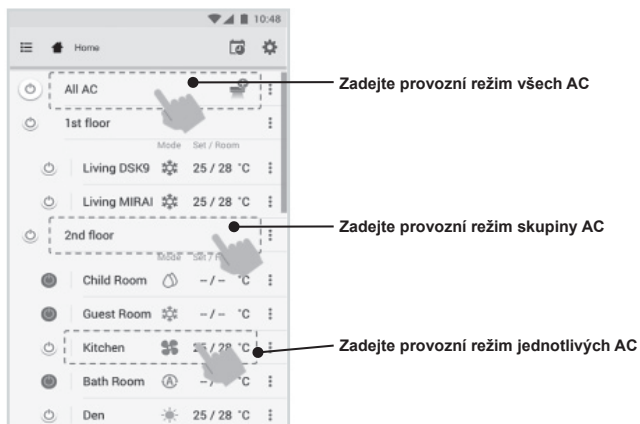 10:48
Home
All AC
Zadejte provozní režim všech AC
1st floor
Mode Set / Room
Living DSK9 25 / 28 °C
Living MIRAI 25 / 28 °C
2nd floor
Zadejte provozní režim skupiny AC
Mode Set /
Child Room – / – °C
Guest Room – / – °C
Kitchen 25 / 28 °C
Zadejte provozní režim jednotlivých AC
Bath Room A – / °C
Den 25 / 28 °C